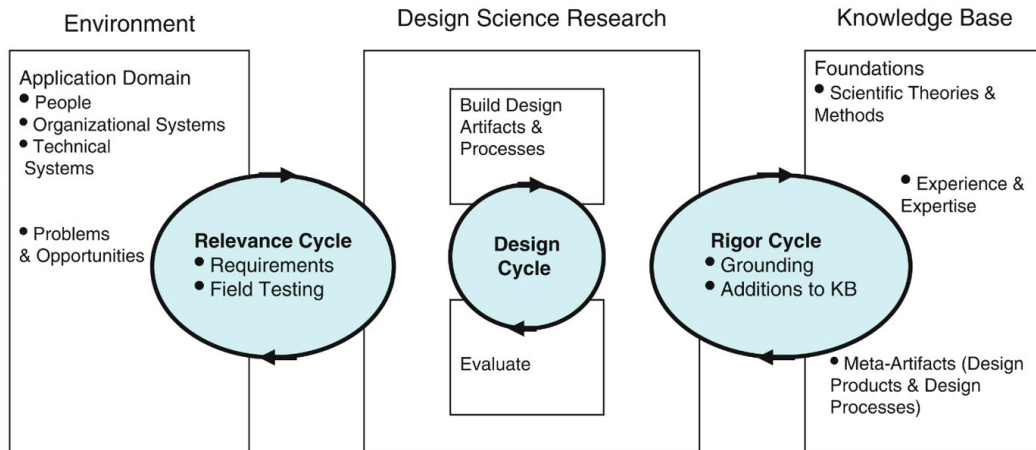 Environment
Design Science Research
Knowledge Base
Application Domain
● People
● Organizational Systems
● Technical
Systems
● Problems
& Opportunities
Relevance Cycle
● Requirements
● Field Testing
Build Design
Artifacts &
Processes
Design
Cycle
Evaluate
Rigor Cycle
● Grounding
● Additions to KB
Foundations
● Scientific Theories &
Methods
● Experience &
Expertise
● Meta-Artifacts (Design
Products & Design
Processes)